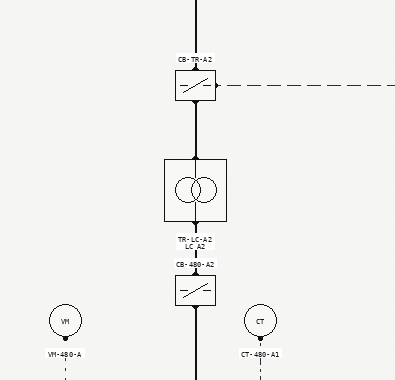 CB-TR-A2
TR-LC-A2
LC A2
CB-480-A2
VM
CT
VM-480-A
CT-480-A1